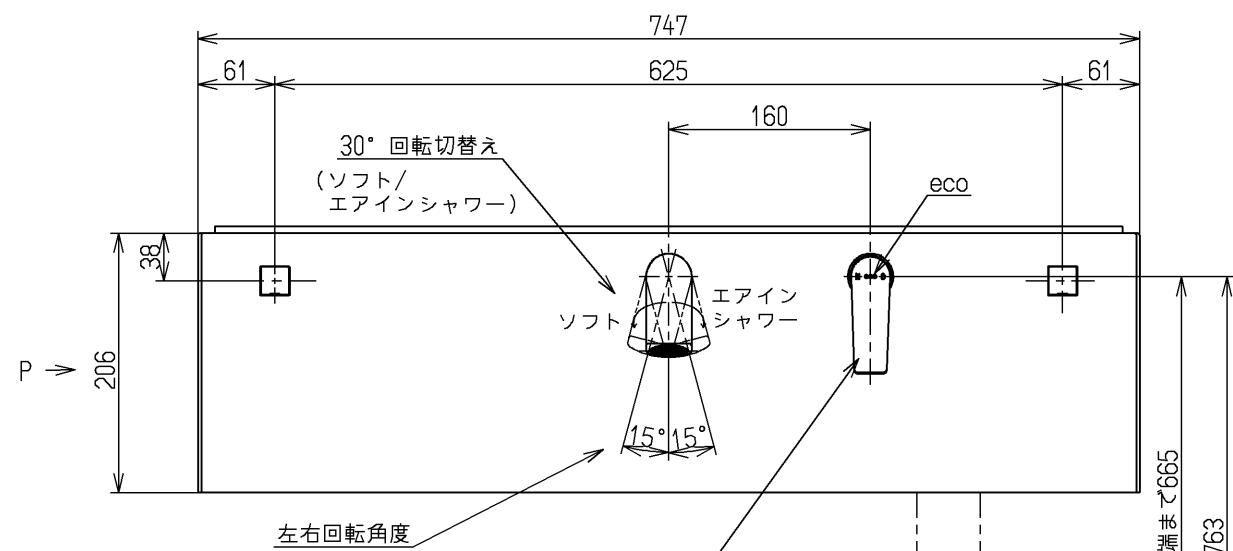 747
61
625
61
160
30° 回転切替え
(ソフト/
エアインシャワー)
eco
38
ソフト
エアイン
シャワー
P
206
15° 15°
左右回転角度
端まで665
763